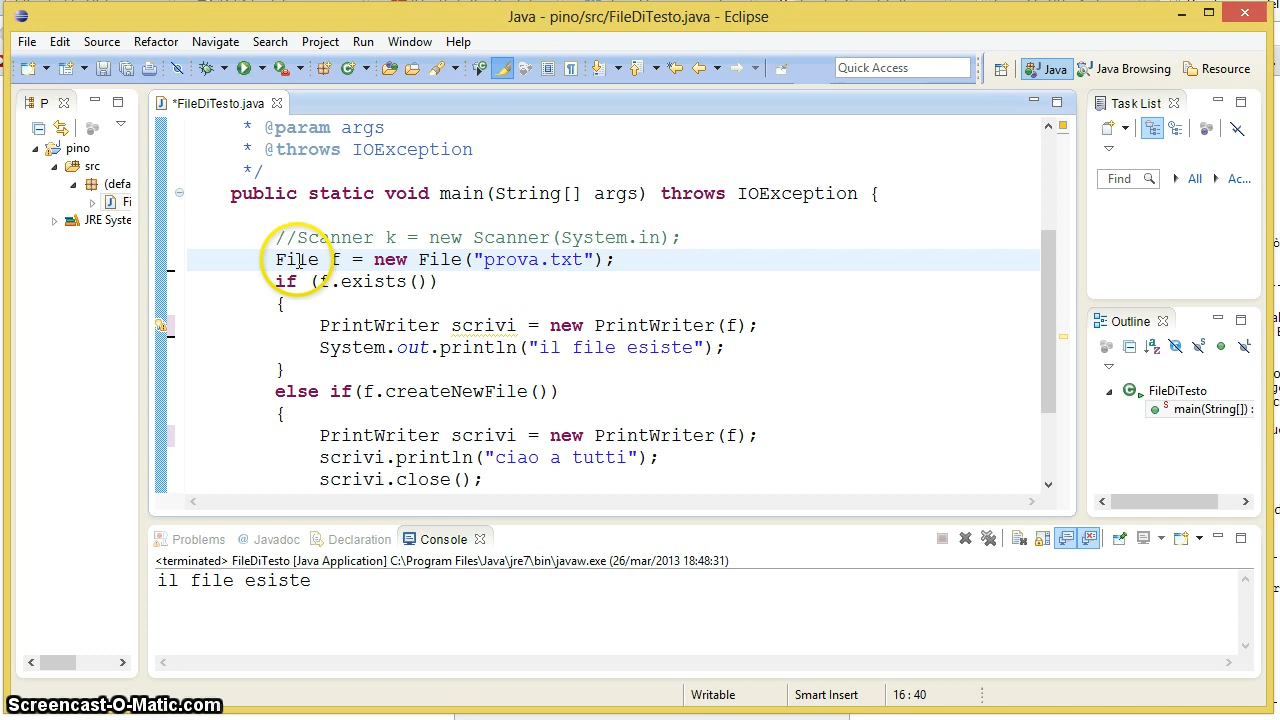 Java - pino/src/FileDiTesto.java - Eclipse
File Edit Source Refactor Navigate Search Project Run Window Help
Quick Access
Java
Java Browsing
Resource
P
*FileDiTesto.java
Task List
pino
src
(defa
Fi
JRE Syste
* @param args
* @throws IOException
*/
public static void main(String[] args) throws IOException {
//Scanner k = new Scanner(System.in);
File f = new File("prova.txt");
if (f.exists())
{
PrintWriter scrivi = new PrintWriter(f);
System.out.println("il file esiste");
}
else if(f.createNewFile())
{
PrintWriter scrivi = new PrintWriter(f);
scrivi.println("ciao a tutti");
scrivi.close();
Find All Ac...
Outline
FileDiTesto
main(String[]) :
Problems @ Javadoc Declar Console
<terminated> FileDiTesto [Java Application] C:\Program Files\Java\jre7\bin\javaw.exe (26/mar/2013 18:48:31)
il file esiste
Writable Smart Insert 16 : 40
Screencast-O-Matic.com